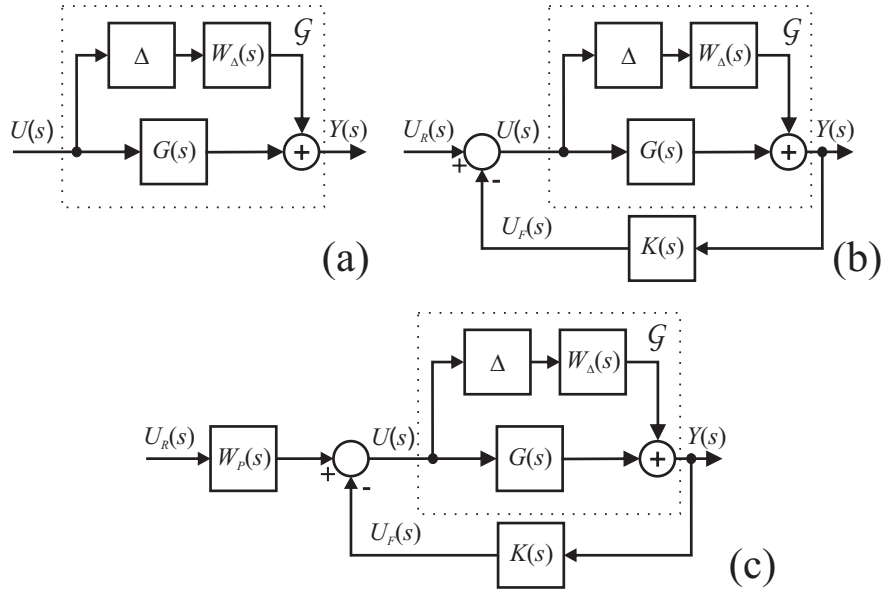 𝒢
Δ
W_Δ(s)
U(s)
G(s)
+
Y(s)
(a)
𝒢
Δ
W_Δ(s)
U_R(s)
U(s)
+
-
G(s)
+
Y(s)
U_F(s)
K(s)
(b)
𝒢
Δ
W_Δ(s)
U_R(s)
W_P(s)
U(s)
+
-
G(s)
+
Y(s)
U_F(s)
K(s)
(c)